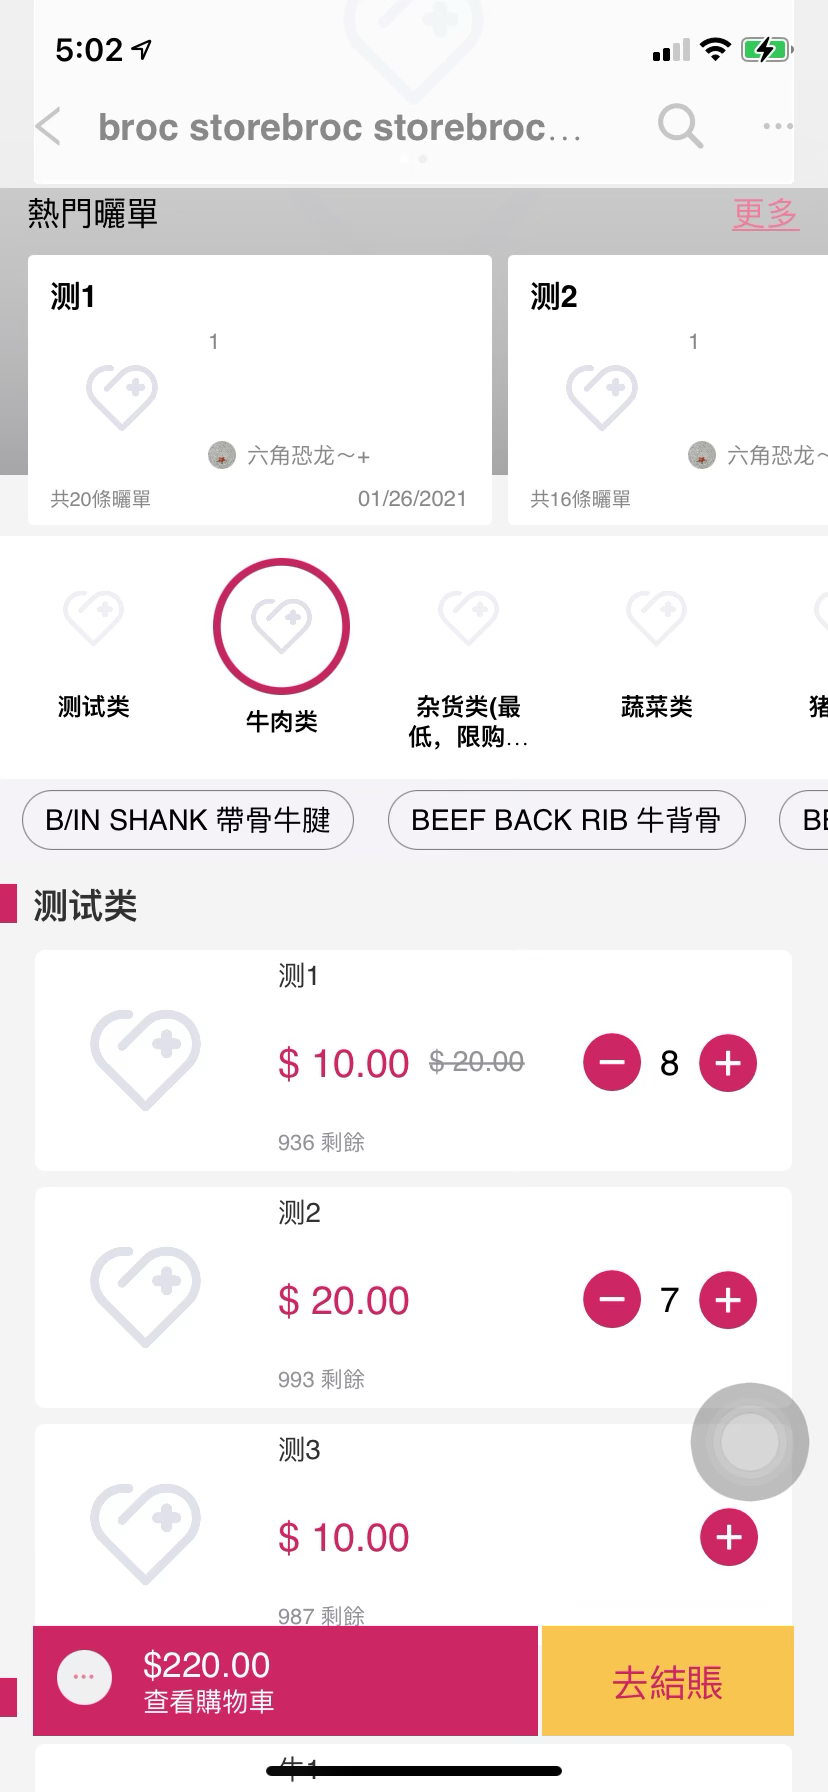 5:02
broc storebroc storebroc...
熱門曬單
更多
测1
1
六角恐龙～+
共20條曬單
01/26/2021
测2
1
六角恐龙～
共16條曬單
测试类
牛肉类
杂货类(最
低，限购...
蔬菜类
猪
B/IN SHANK 帶骨牛腱
BEEF BACK RIB 牛背骨
BE
测试类
测1
$ 10.00
$ 20.00
8
936 剩餘
测2
$ 20.00
7
993 剩餘
测3
$ 10.00
987 剩餘
$220.00
查看購物車
去結賬
牛1